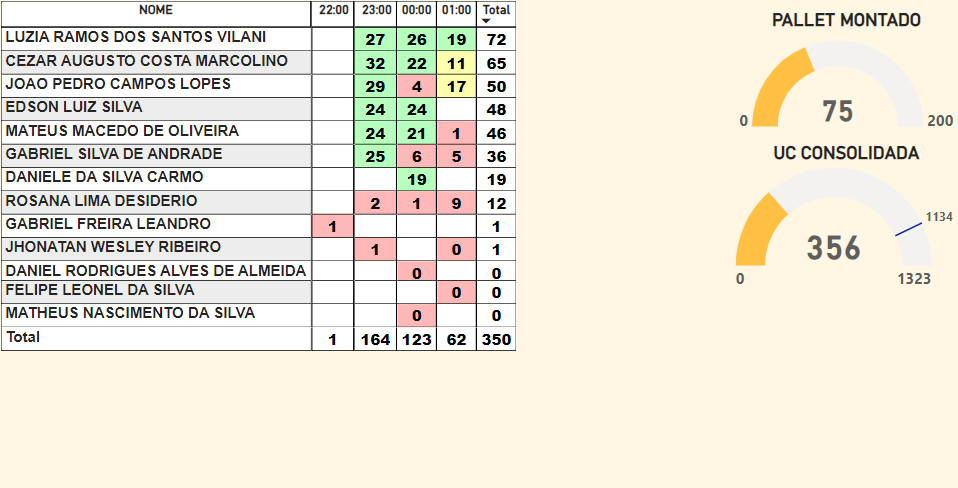 NOME 22:00 23:00 00:00 01:00 Total
LUZIA RAMOS DOS SANTOS VILANI 27 26 19 72
CEZAR AUGUSTO COSTA MARCOLINO 32 22 11 65
JOAO PEDRO CAMPOS LOPES 29 4 17 50
EDSON LUIZ SILVA 24 24 48
MATEUS MACEDO DE OLIVEIRA 24 21 1 46
GABRIEL SILVA DE ANDRADE 25 6 5 36
DANIELE DA SILVA CARMO 19 19
ROSANA LIMA DESIDERIO 2 1 9 12
GABRIEL FREIRA LEANDRO 1 1
JHONATAN WESLEY RIBEIRO 1 0 1
DANIEL RODRIGUES ALVES DE ALMEIDA 0 0
FELIPE LEONEL DA SILVA 0 0
MATHEUS NASCIMENTO DA SILVA 0 0
Total 1 164 123 62 350
PALLET MONTADO
75
0 200
UC CONSOLIDADA
1134
356
0 1323